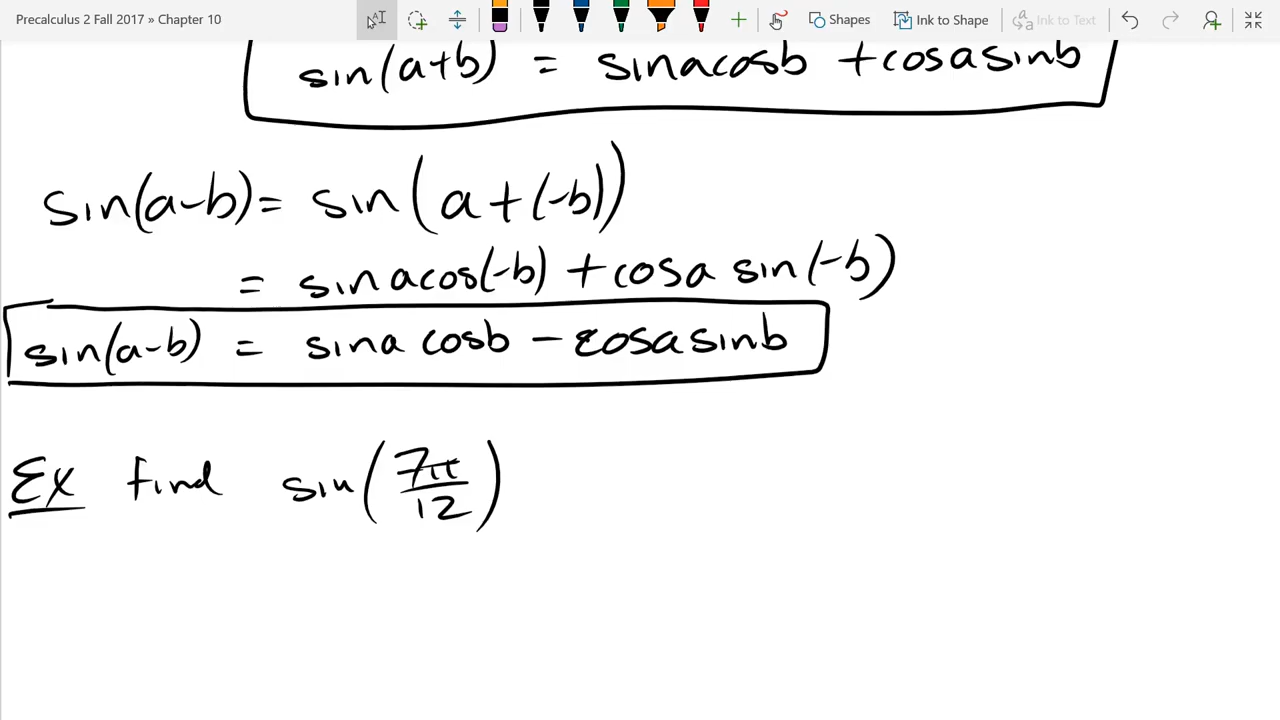 Precalculus 2 Fall 2017 » Chapter 10
Shapes Ink to Shape Ink to Text
sin(a+b) = sinacosb +cosasinb
sin(a-b)= sin(a+(-b))
= sinacos(-b) +cosa sin(-b)
sin(a-b) = sina cosb - cosasinb
Ex find sin(7π/12)